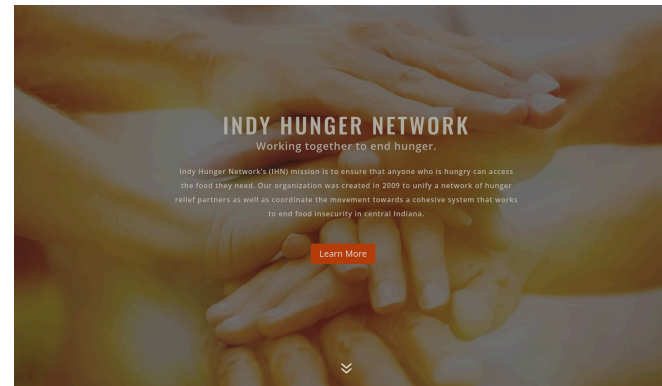 INDY HUNGER NETWORK
Working together to end hunger.
Indy Hunger Network's (IHN) mission is to ensure that anyone who is hungry can access
the food they need. Our organization was created in 2009 to unify a network of hunger
relief partners as well as coordinate the movement towards a cohesive system that works
to end food insecurity in central Indiana.
Learn More